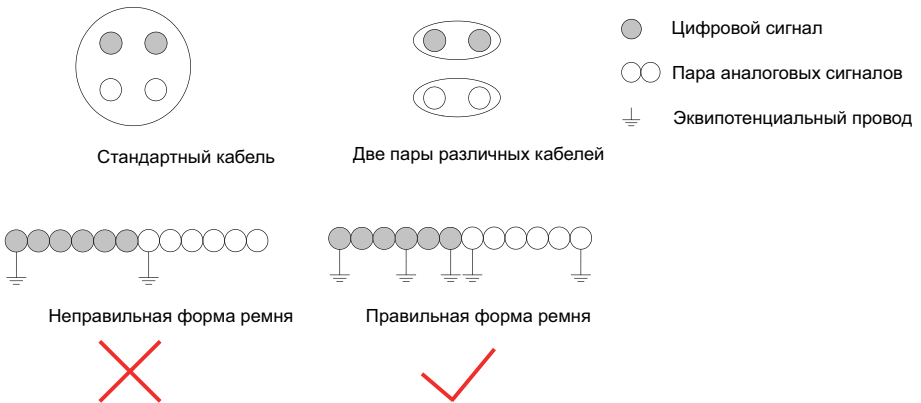 Цифровой сигнал
Пара аналоговых сигналов
Эквипотенциальный провод
Стандартный кабель
Две пары различных кабелей
Неправильная форма ремня
Правильная форма ремня